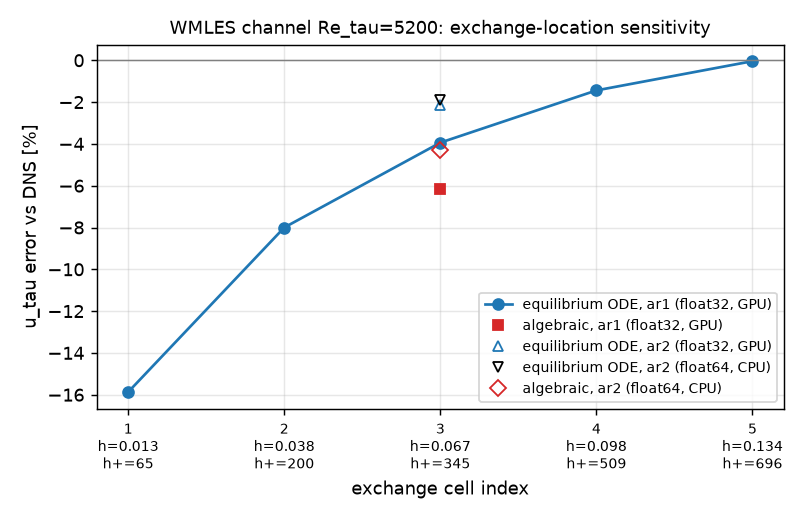 WMLES channel Re_tau=5200: exchange-location sensitivity
u_tau error vs DNS [%]
0
−2
−4
−6
−8
−10
−12
−14
−16
equilibrium ODE, ar1 (float32, GPU)
algebraic, ar1 (float32, GPU)
equilibrium ODE, ar2 (float32, GPU)
equilibrium ODE, ar2 (float64, CPU)
algebraic, ar2 (float64, CPU)
1 2 3 4 5
h=0.013 h=0.038 h=0.067 h=0.098 h=0.134
h+=65 h+=200 h+=345 h+=509 h+=696
exchange cell index